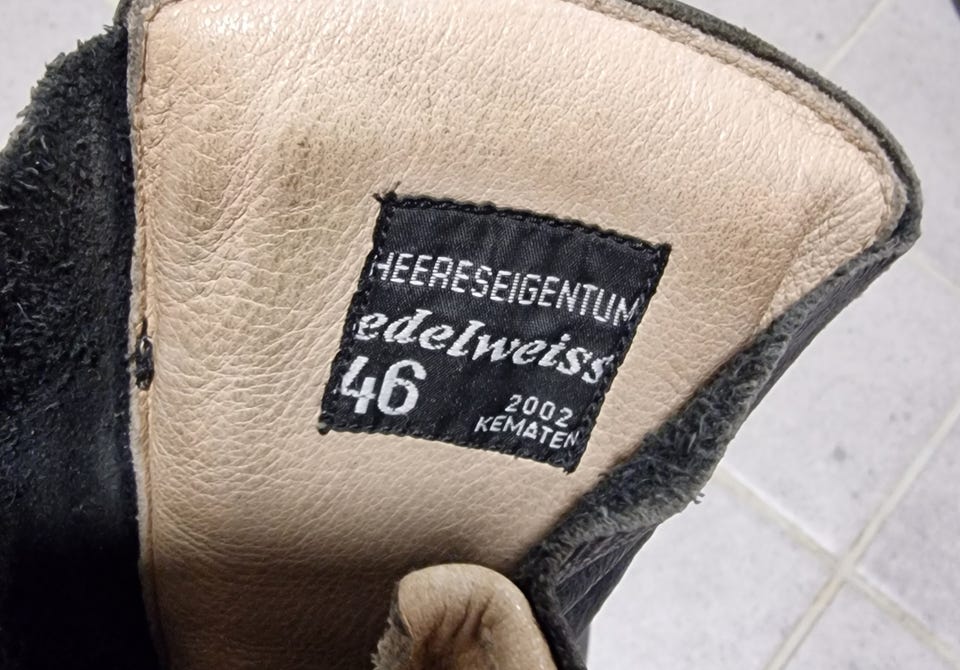 HEERESEIGENTUM
edelweiss
46
2002
KEMATEN